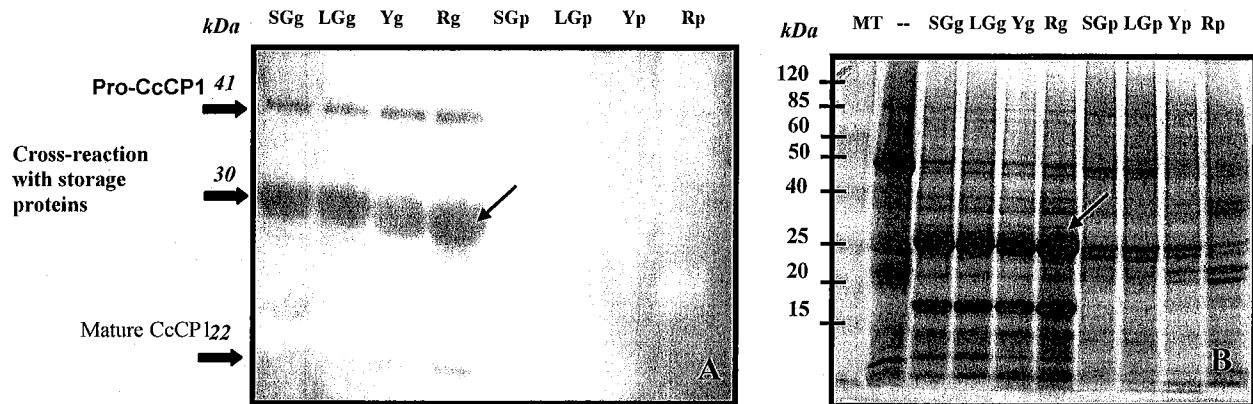 kDa SGg LGg Yg Rg SGp LGp Yp Rp
Pro-CcCP1 41
Cross-reaction
with storage
proteins
30
Mature CcCP1 22
A
kDa MT -- SGg LGg Yg Rg SGp LGp Yp Rp
120
85
60
50
40
25
20
15
B